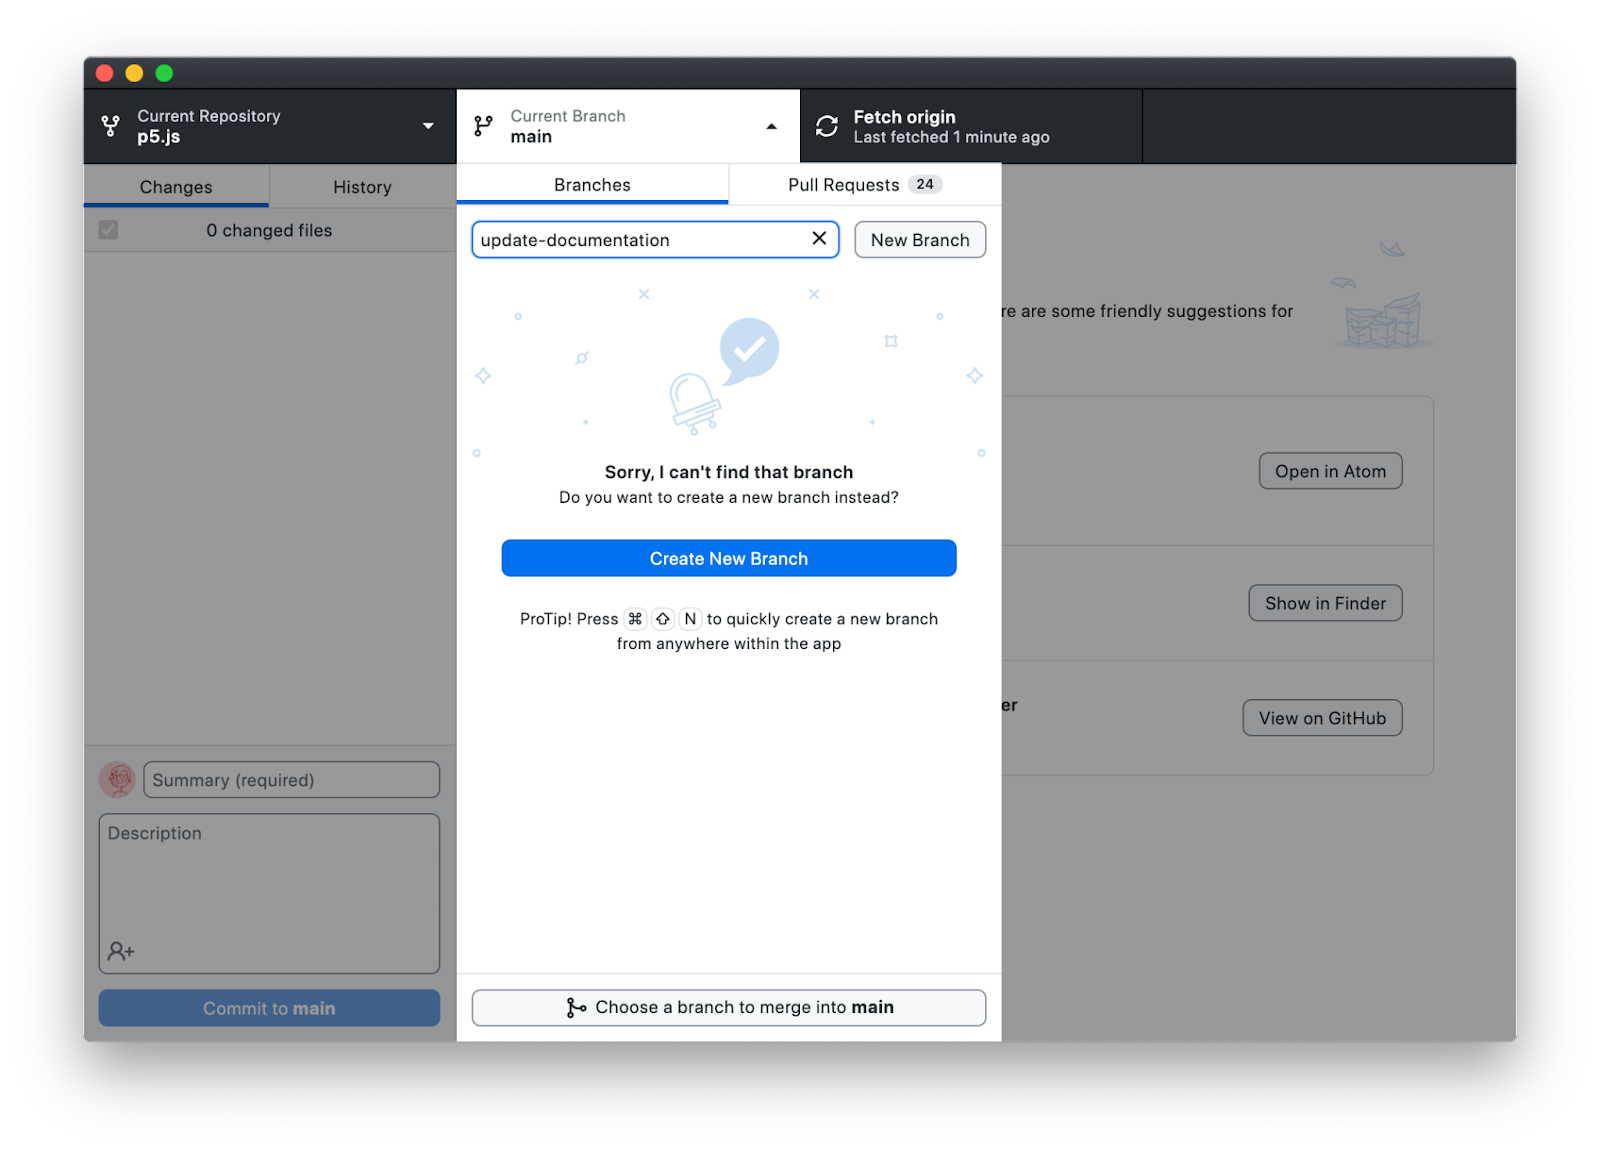 Current Repository
p5.js
Current Branch
main
Fetch origin
Last fetched 1 minute ago
Changes
History
0 changed files
Branches
Pull Requests 24
update-documentation
New Branch
Sorry, I can't find that branch
Do you want to create a new branch instead?
Create New Branch
ProTip! Press ⌘ ⇧ N to quickly create a new branch
from anywhere within the app
Choose a branch to merge into main
re are some friendly suggestions for
Open in Atom
Show in Finder
er
View on GitHub
Summary (required)
Description
Commit to main